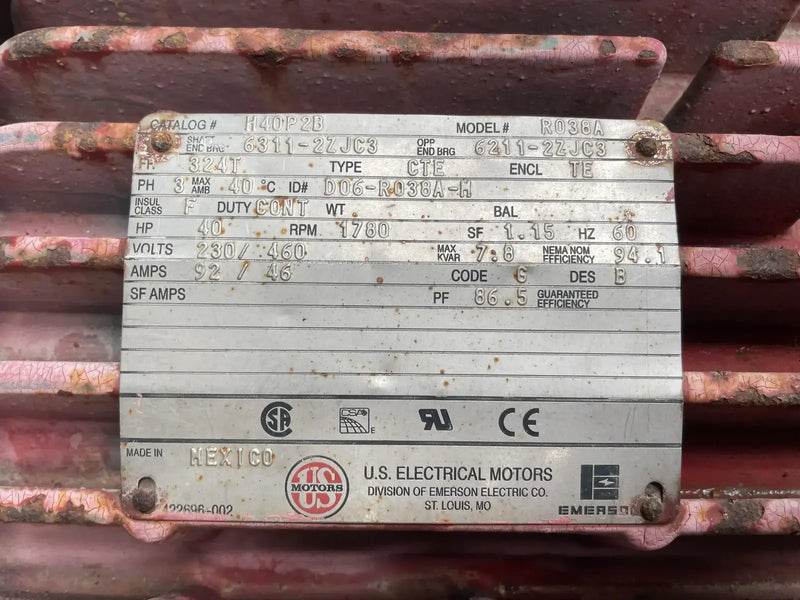 CATALOG # H40P2B MODEL# R038A
SHAFT END BRG 6311-2ZJC3 OPP END BRG 6211-2ZJC3
FR. 324T TYPE CTE ENCL TE
PH 3 MAX AMB 40 °C ID# D06-R038A-M
INSUL CLASS F DUTY CONT WT BAL
HP 40 RPM 1780 SF 1.15 HZ 60
VOLTS 230/ 460 MAX KVAR 7.8 NEMA NOM EFFICIENCY 94.1
AMPS 92 / 46 CODE G DES B
SF AMPS PF 86.5 GUARANTEED EFFICIENCY
CSA E UR CE
MADE IN MEXICO
US MOTORS
U.S. ELECTRICAL MOTORS
DIVISION OF EMERSON ELECTRIC CO.
ST. LOUIS, MO
EMERSON
422696-002